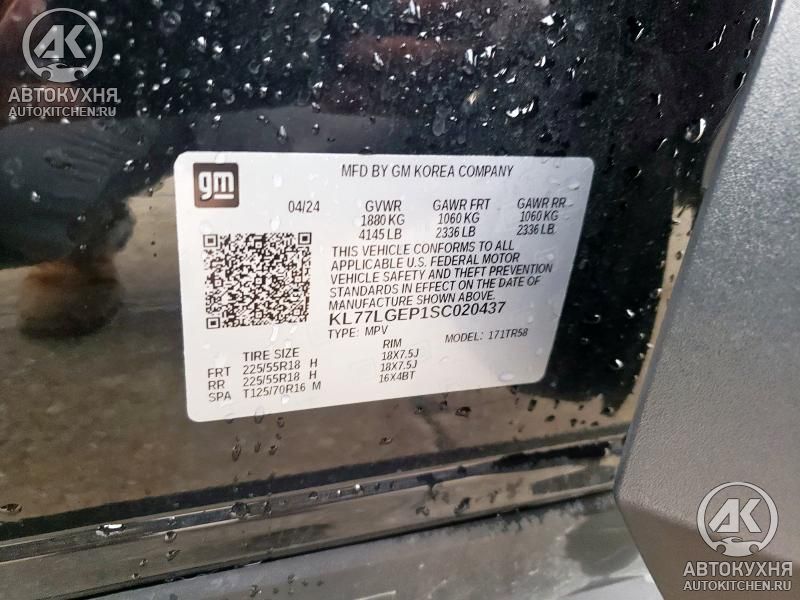 АК
АВТОКУХНЯ
AUTOKITCHEN.RU
gm
MFD BY GM KOREA COMPANY
04/24 GVWR GAWR FRT GAWR RR
1880 KG 1060 KG 1060 KG
4145 LB 2336 LB 2336 LB
THIS VEHICLE CONFORMS TO ALL
APPLICABLE U.S. FEDERAL MOTOR
VEHICLE SAFETY AND THEFT PREVENTION
STANDARDS IN EFFECT ON THE DATE OF
MANUFACTURE SHOWN ABOVE.
KL77LGEP1SC020437
TYPE: MPV MODEL: 171TR58
TIRE SIZE RIM
FRT 225/55R18 H 18X7.5J
RR 225/55R18 H 18X7.5J
SPA T125/70R16 M 16X4BT
АК
АВТОКУХНЯ
AUTOKITCHEN.RU